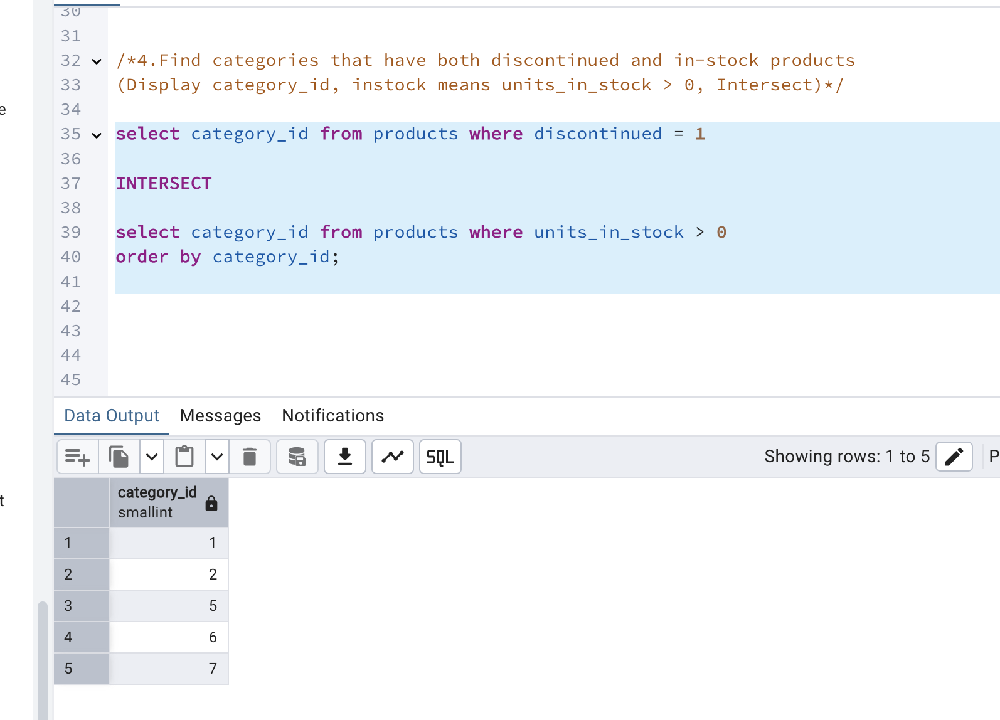 30
31
32 /*4.Find categories that have both discontinued and in-stock products
33 (Display category_id, instock means units_in_stock > 0, Intersect)*/
e
34
35 select category_id from products where discontinued = 1
36
37 INTERSECT
38
39 select category_id from products where units_in_stock > 0
40 order by category_id;
41
42
43
44
45
Data Output Messages Notifications
SQL Showing rows: 1 to 5 P
category_id
smallint
t
1 1
2 2
3 5
4 6
5 7